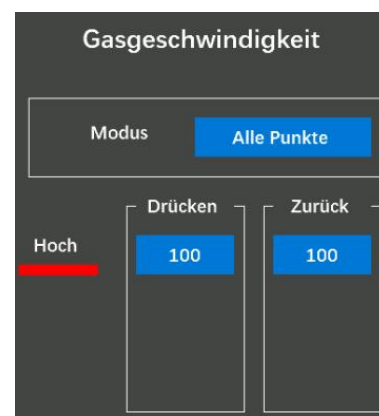 Gasgeschwindigkeit
Modus Alle Punkte
Drücken Zurück
Hoch 100 100